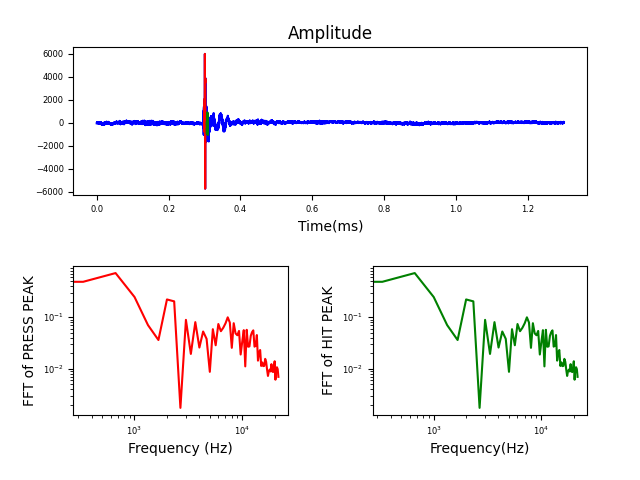 Amplitude
6000
4000
2000
0
−2000
−4000
−6000
0.0 0.2 0.4 0.6 0.8 1.0 1.2
Time(ms)
FFT of PRESS PEAK
10⁻¹
10⁻²
10³ 10⁴
Frequency (Hz)
FFT of HIT PEAK
10⁻¹
10⁻²
10³ 10⁴
Frequency(Hz)